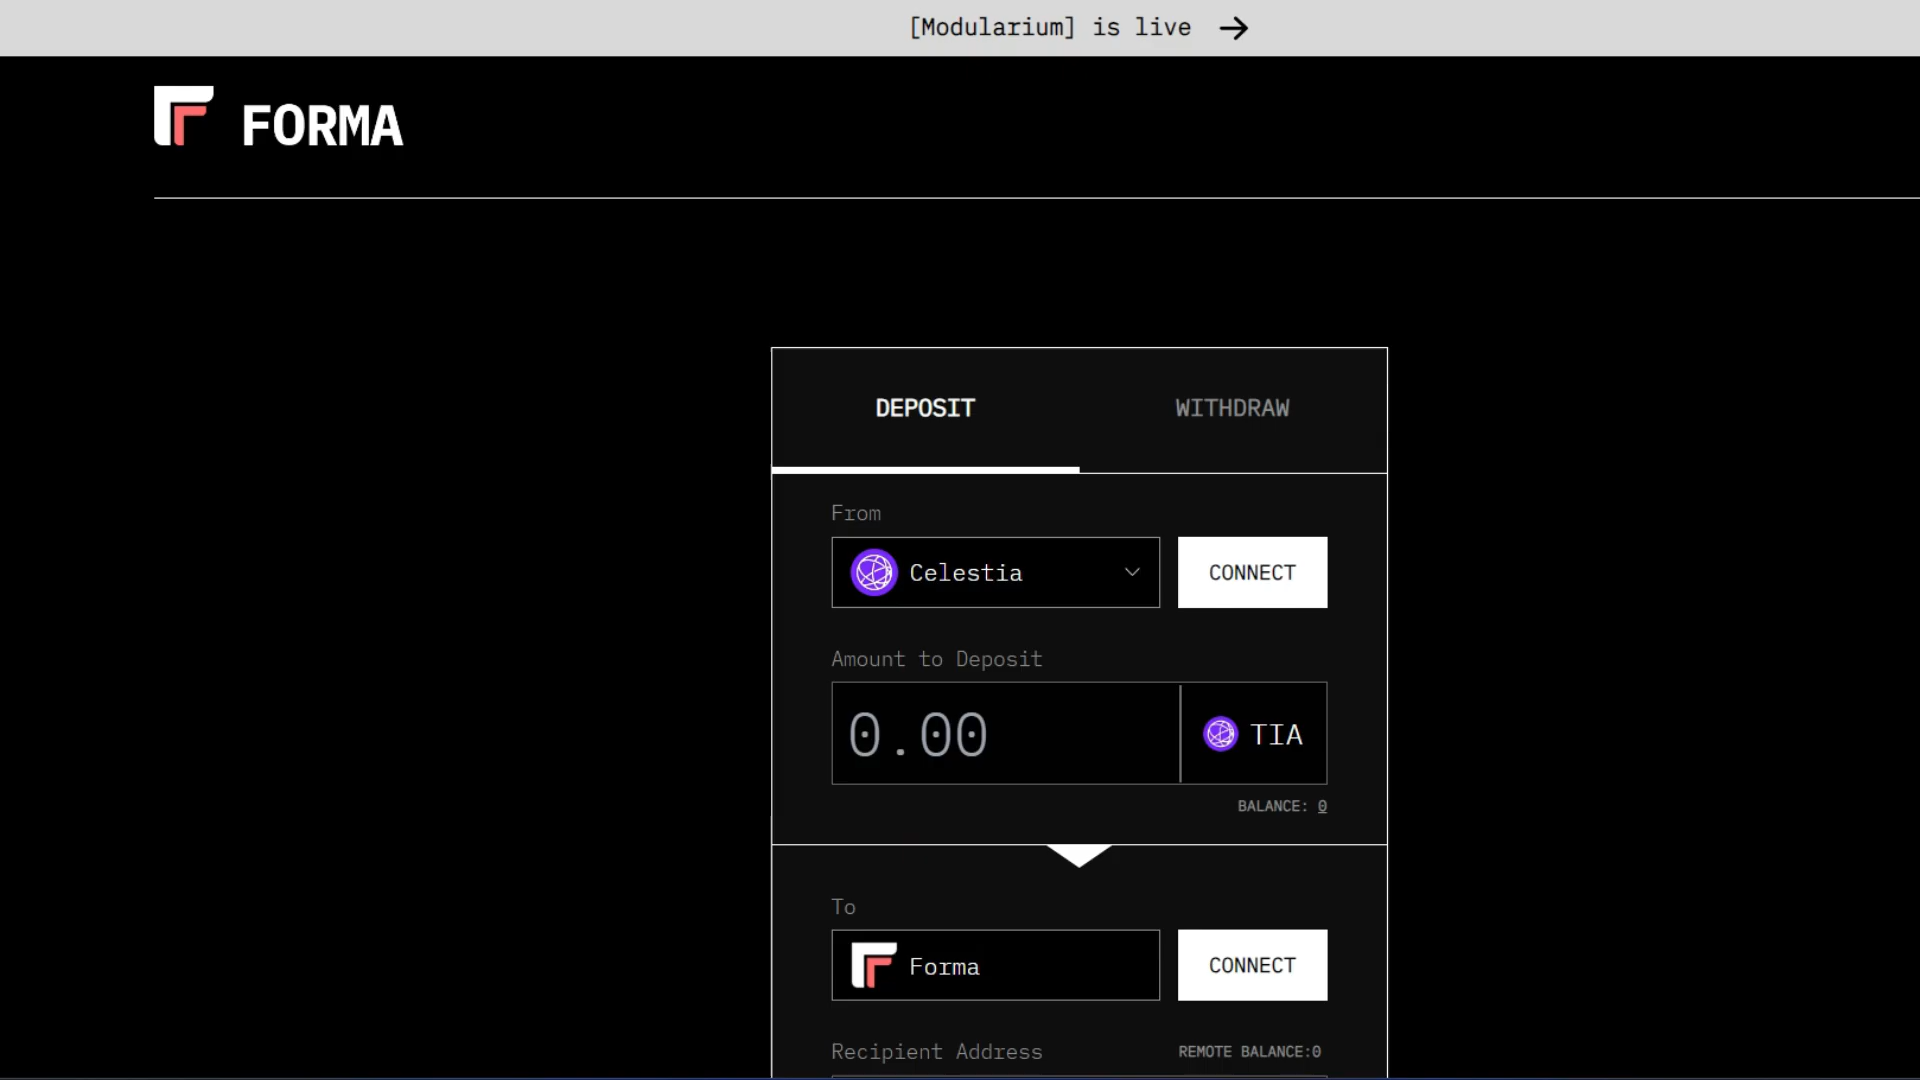 [Modularium] is live →
FORMA
DEPOSIT WITHDRAW
From
Celestia CONNECT
Amount to Deposit
0.00 TIA
BALANCE: 0
To
Forma CONNECT
Recipient Address REMOTE BALANCE:0